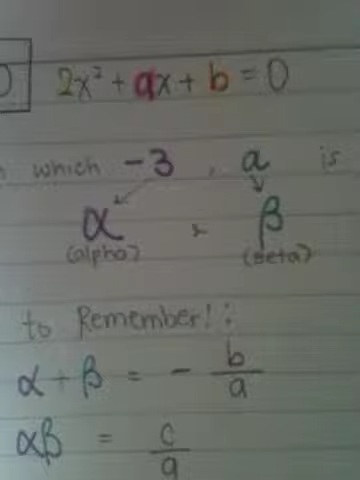 2x² + ax + b = 0
which -3, a is
α & β
(alpha) (Beta)
to Remember!:
α + β = - b/a
αβ = c/a